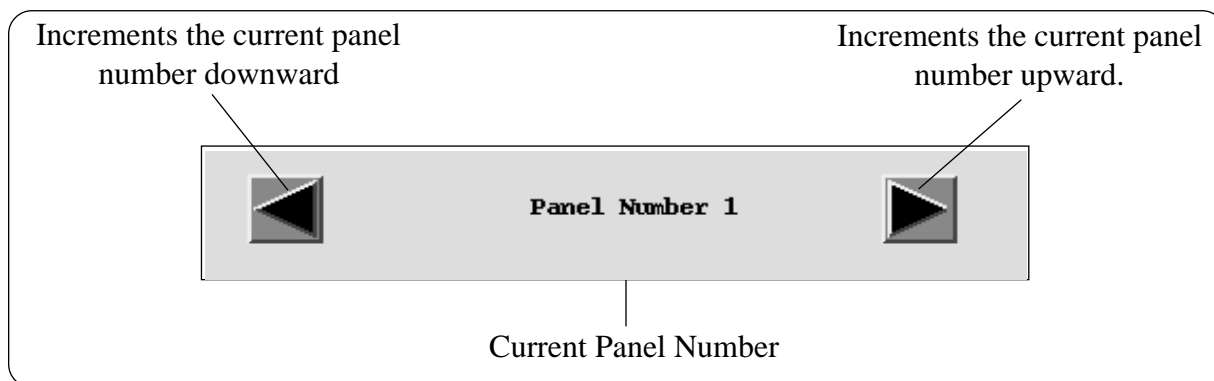 Increments the current panel
number downward
Increments the current panel
number upward.
Panel Number 1
Current Panel Number